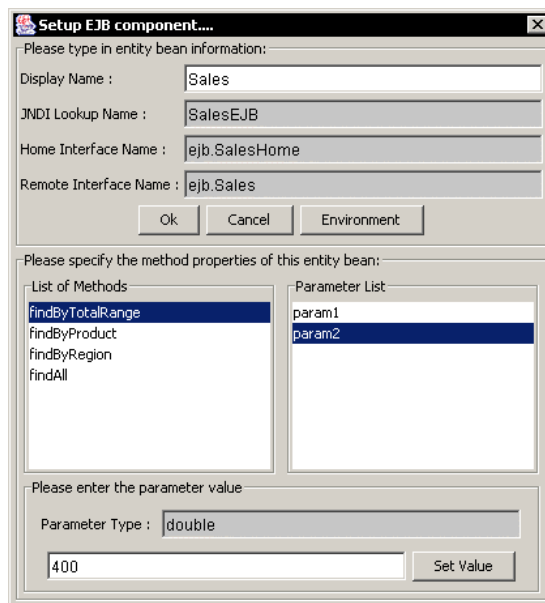 Setup EJB component....
Please type in entity bean information:
Display Name : Sales
JNDI Lookup Name : SalesEJB
Home Interface Name : ejb.SalesHome
Remote Interface Name : ejb.Sales
Ok Cancel Environment
Please specify the method properties of this entity bean:
List of Methods Parameter List
findByTotalRange param1
findByProduct param2
findByRegion
findAll
Please enter the parameter value
Parameter Type : double
400 Set Value